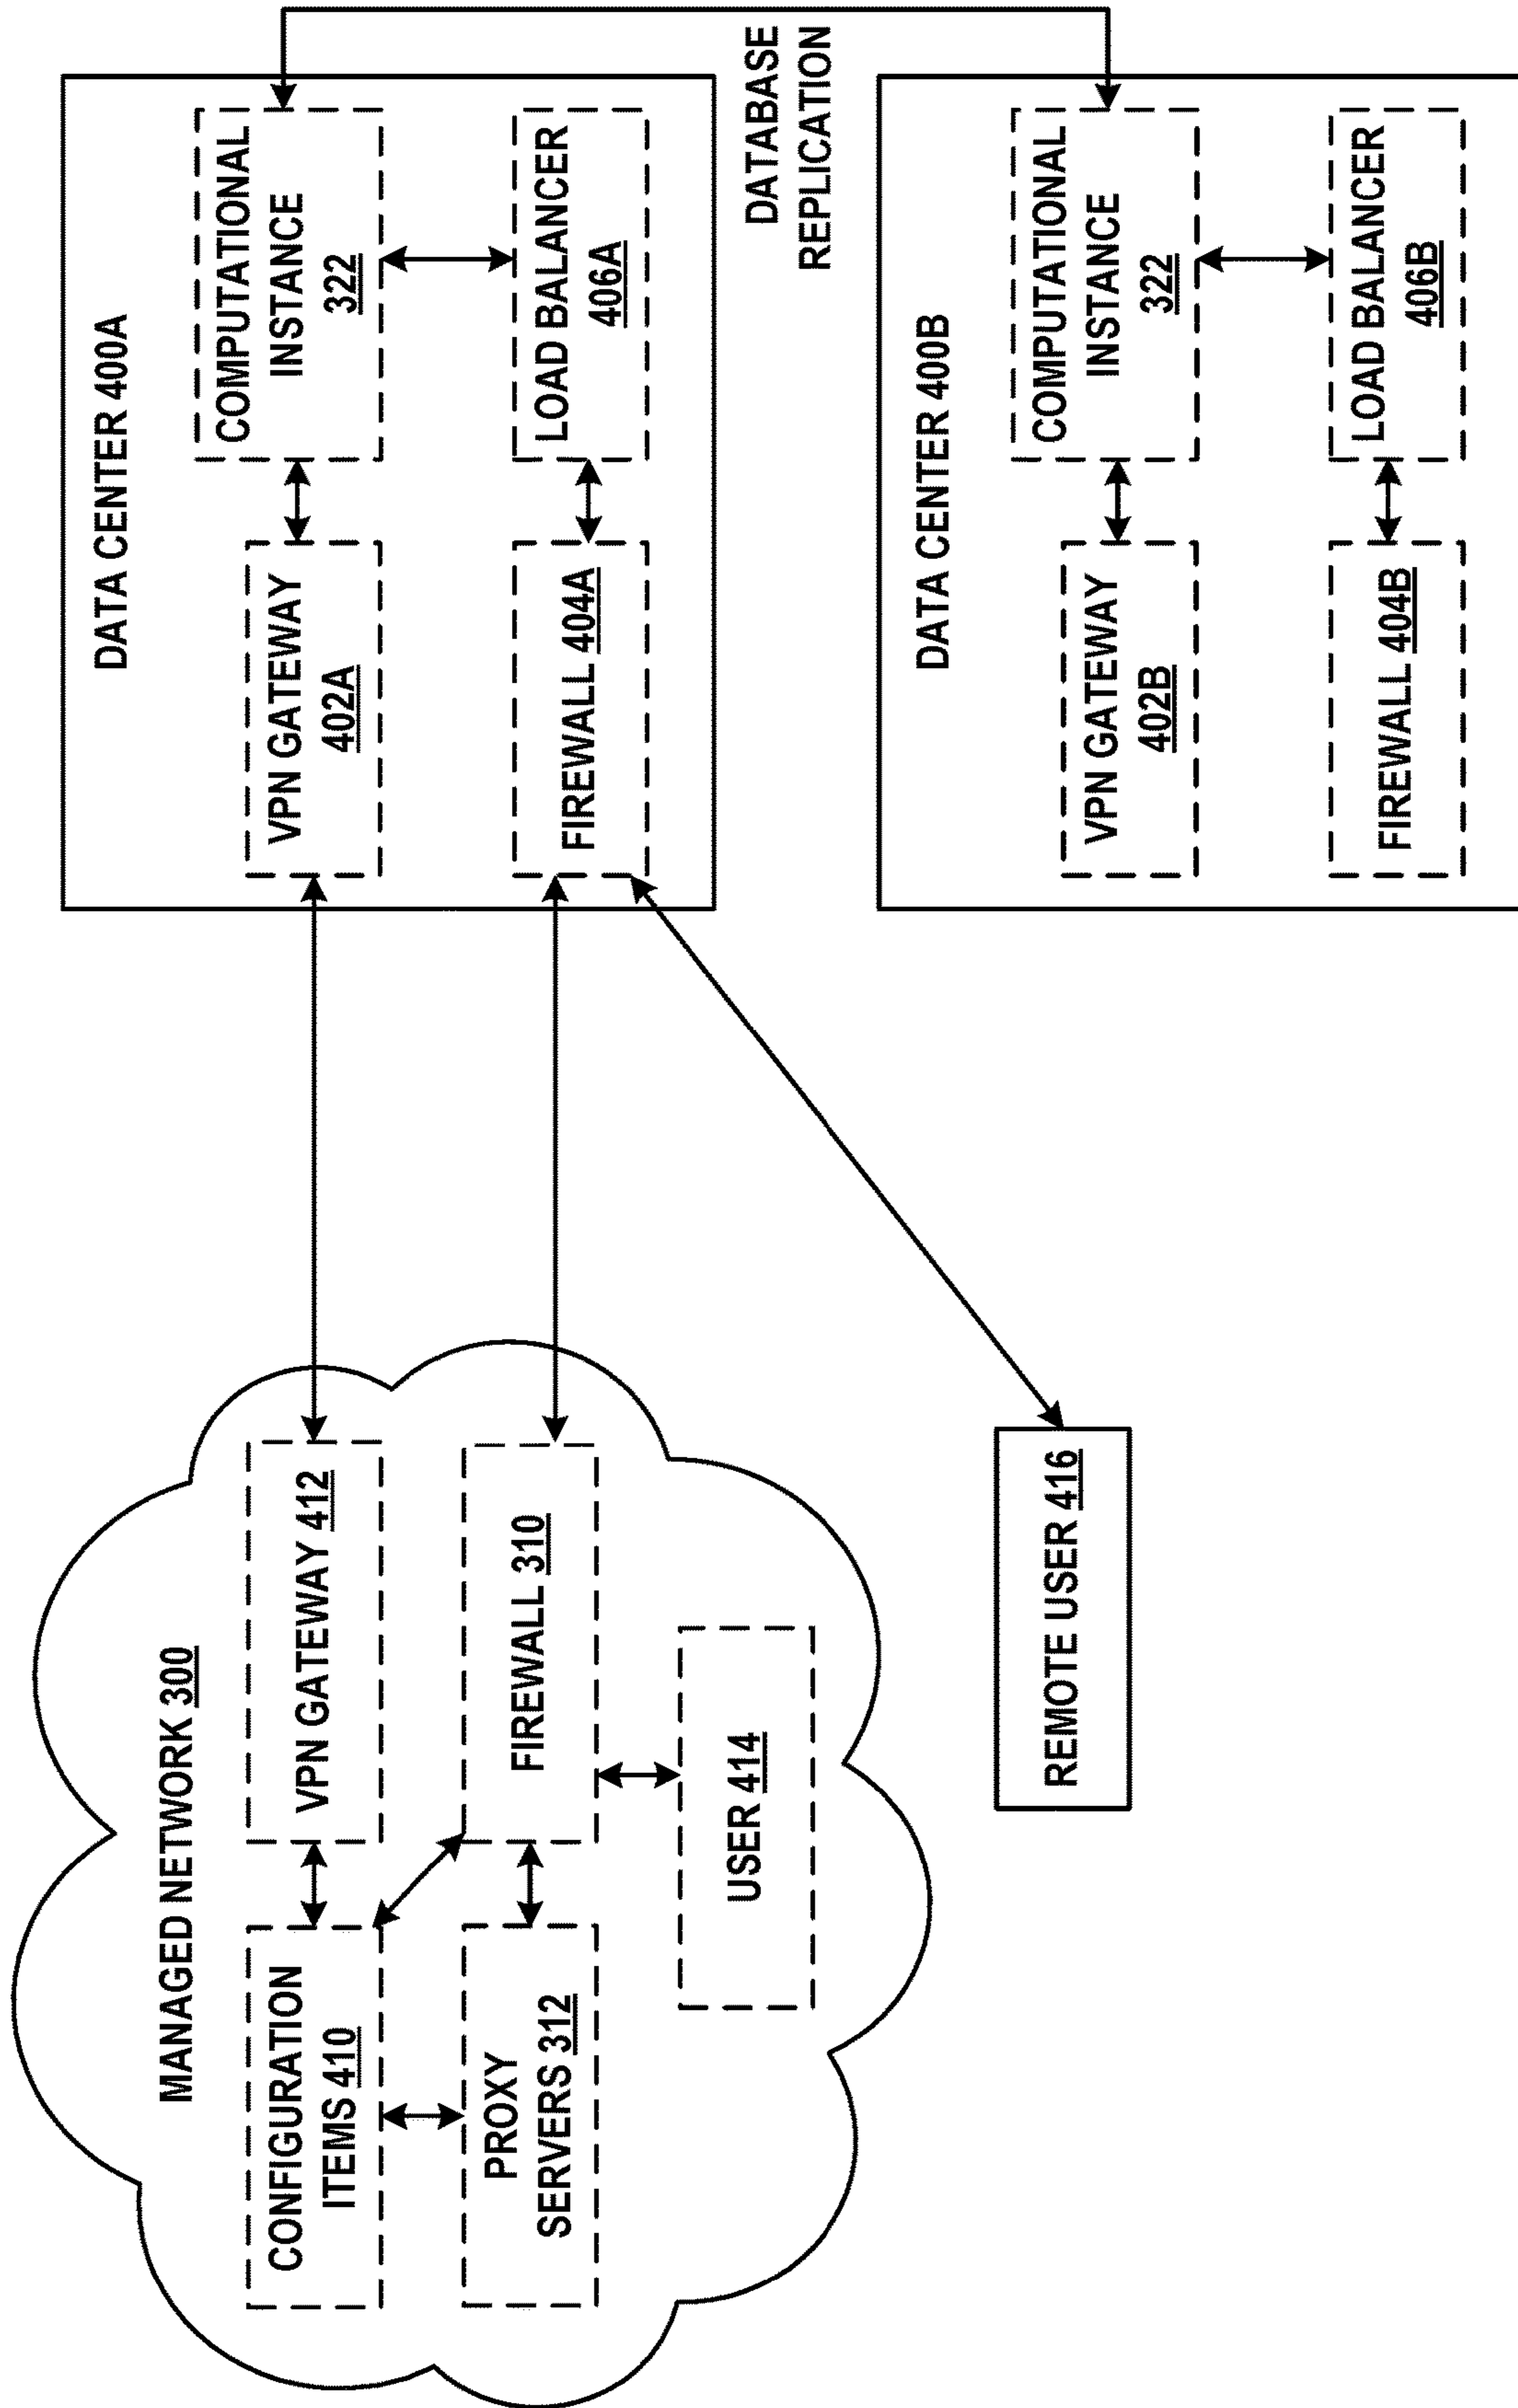 MANAGED NETWORK 300
CONFIGURATION
ITEMS 410
VPN GATEWAY 412
PROXY
SERVERS 312
FIREWALL 310
USER 414
REMOTE USER 416
DATA CENTER 400A
VPN GATEWAY
402A
COMPUTATIONAL
INSTANCE
322
FIREWALL 404A
LOAD BALANCER
406A
DATABASE
REPLICATION
DATA CENTER 400B
VPN GATEWAY
402B
COMPUTATIONAL
INSTANCE
322
FIREWALL 404B
LOAD BALANCER
406B